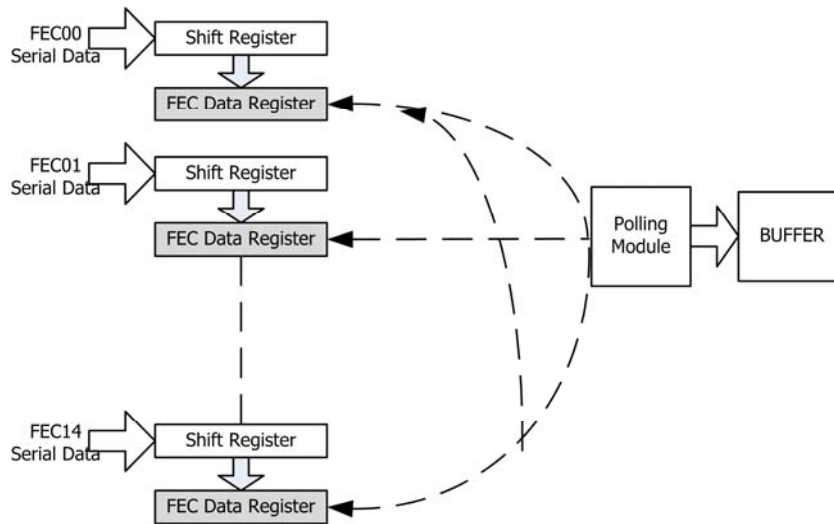 FEC00
Serial Data
Shift Register
FEC Data Register
FEC01
Serial Data
Shift Register
FEC Data Register
Polling
Module
BUFFER
FEC14
Serial Data
Shift Register
FEC Data Register